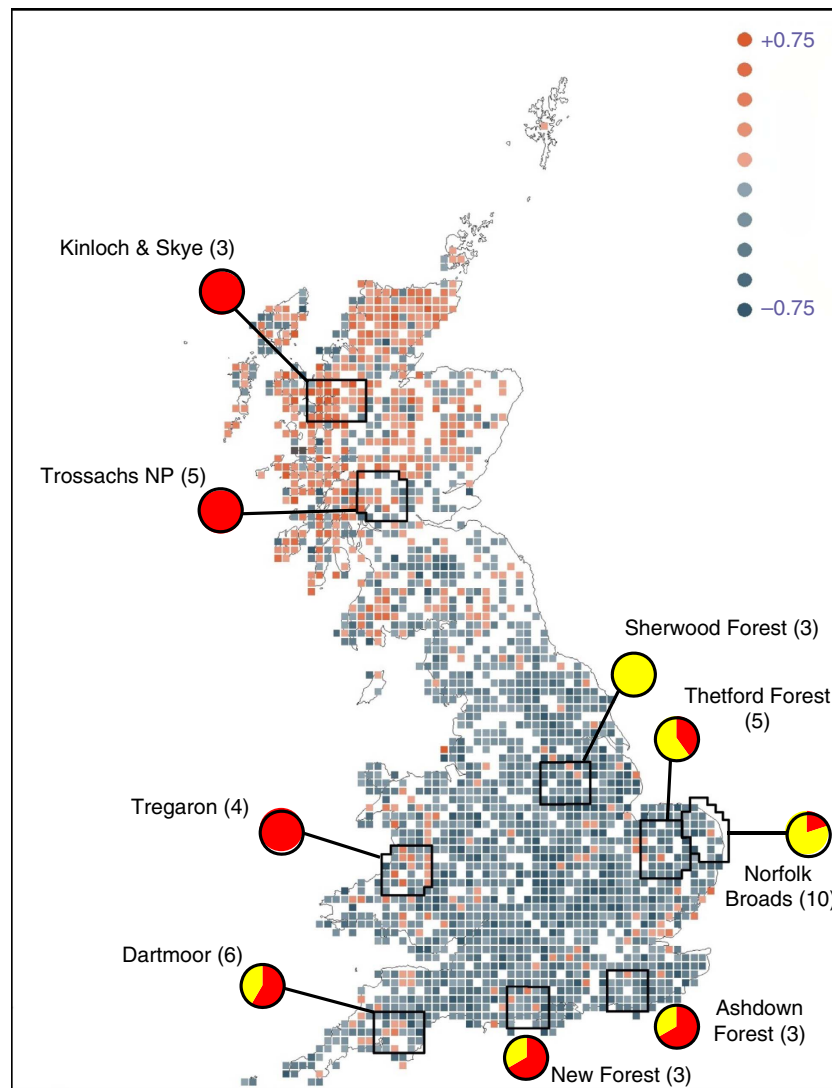 +0.75
–0.75
Kinloch & Skye (3)
Trossachs NP (5)
Sherwood Forest (3)
Thetford Forest
(5)
Tregaron (4)
Norfolk
Broads (10)
Dartmoor (6)
Ashdown
Forest (3)
New Forest (3)